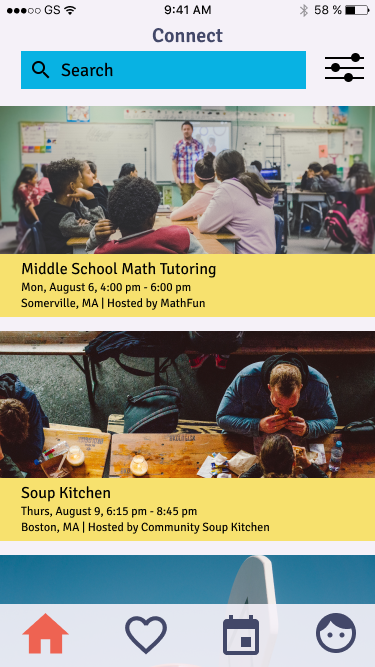 GS 9:41 AM 58 %
Connect
Search
Middle School Math Tutoring
Mon, August 6, 4:00 pm - 6:00 pm
Somerville, MA | Hosted by MathFun
Soup Kitchen
Thurs, August 9, 6:15 pm - 8:45 pm
Boston, MA | Hosted by Community Soup Kitchen